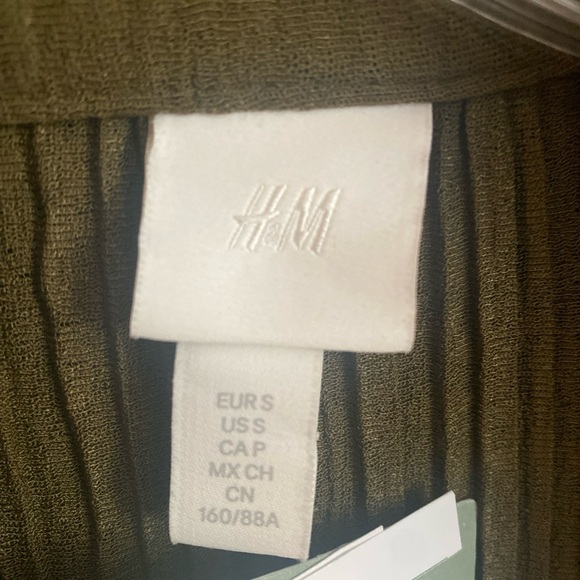 H&M
EUR S
US S
CA P
MX CH
CN
160/88A